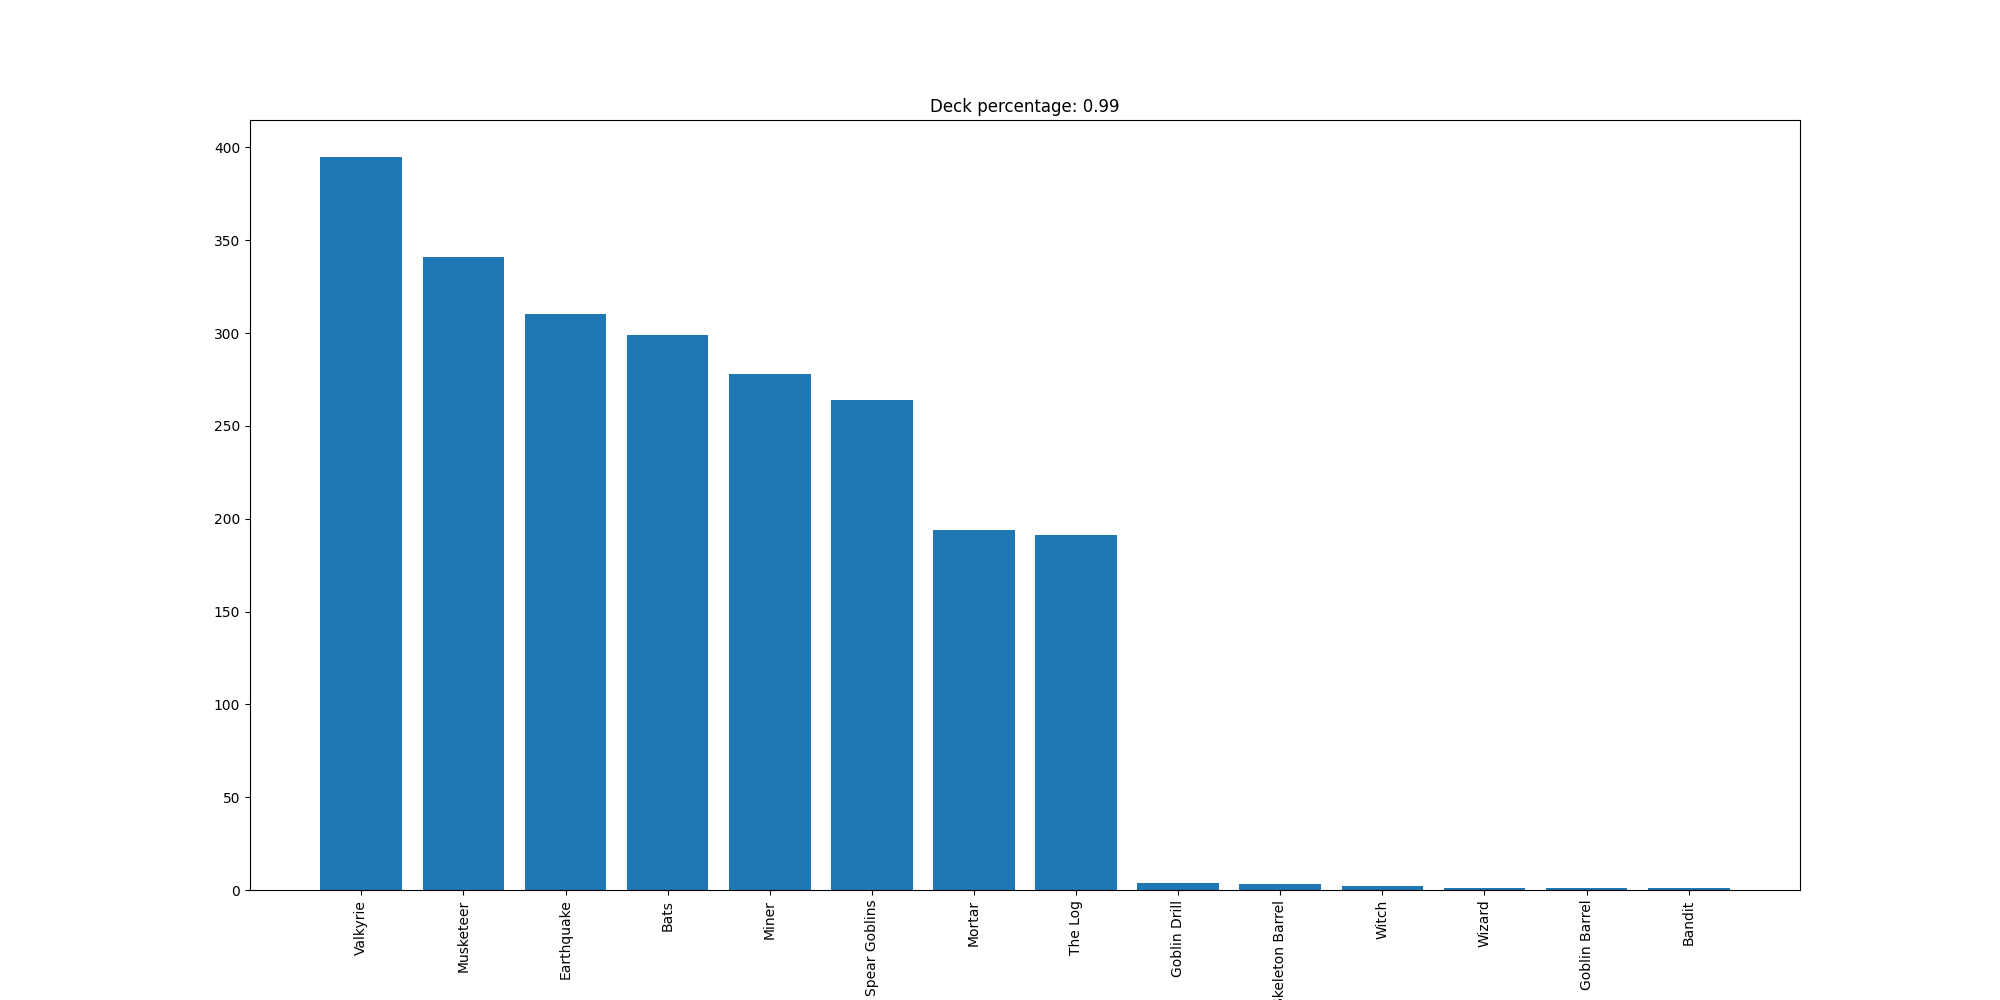 Deck percentage: 0.99
400
350
300
250
200
150
100
50
0
Valkyrie
Musketeer
Earthquake
Bats
Miner
Spear Goblins
Mortar
The Log
Goblin Drill
keleton Barrel
Witch
Wizard
Goblin Barrel
Bandit